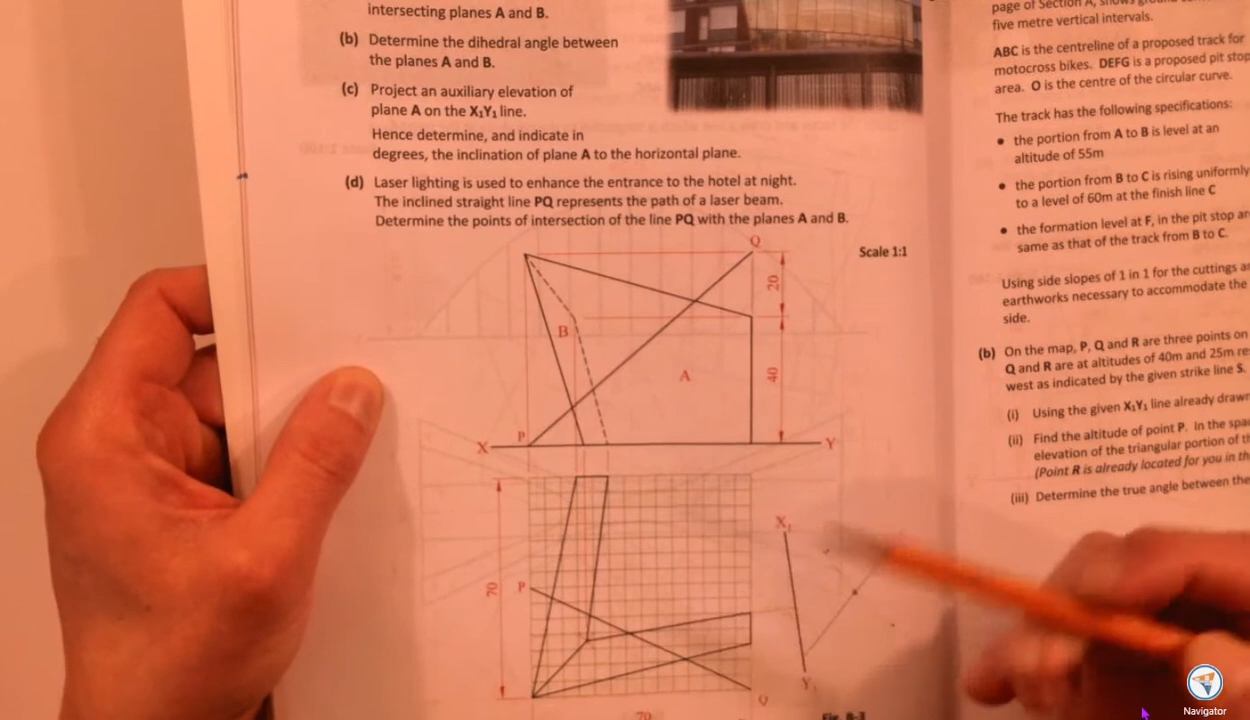 intersecting planes A and B.
(b) Determine the dihedral angle between
the planes A and B.
(c) Project an auxiliary elevation of
plane A on the X₁Y₁ line.
Hence determine, and indicate in
degrees, the inclination of plane A to the horizontal plane.
(d) Laser lighting is used to enhance the entrance to the hotel at night.
The inclined straight line PQ represents the path of a laser beam.
Determine the points of intersection of the line PQ with the planes A and B.
Scale 1:1
Q
20
B
A
40
P
X
Y
X₁
70
P
Y₁
Q
70
page of Section A, shows
five metre vertical intervals.
ABC is the centreline of a proposed track for
motocross bikes. DEFG is a proposed pit stop
area. O is the centre of the circular curve.
The track has the following specifications:
• the portion from A to B is level at an
altitude of 55m
• the portion from B to C is rising uniformly
to a level of 60m at the finish line C
• the formation level at F, in the pit stop
same as that of the track from B to C.
Using side slopes of 1 in 1 for the cuttings
earthworks necessary to accommodate the
side.
(b) On the map, P, Q and R are three points on
Q and R are at altitudes of 40m and 25m
west as indicated by the given strike line S.
(i) Using the given X₁Y₁ line already
(ii) Find the altitude of point P. In the
elevation of the triangular portion of
(Point R is already located for you in
(iii) Determine the true angle between the
Navigator